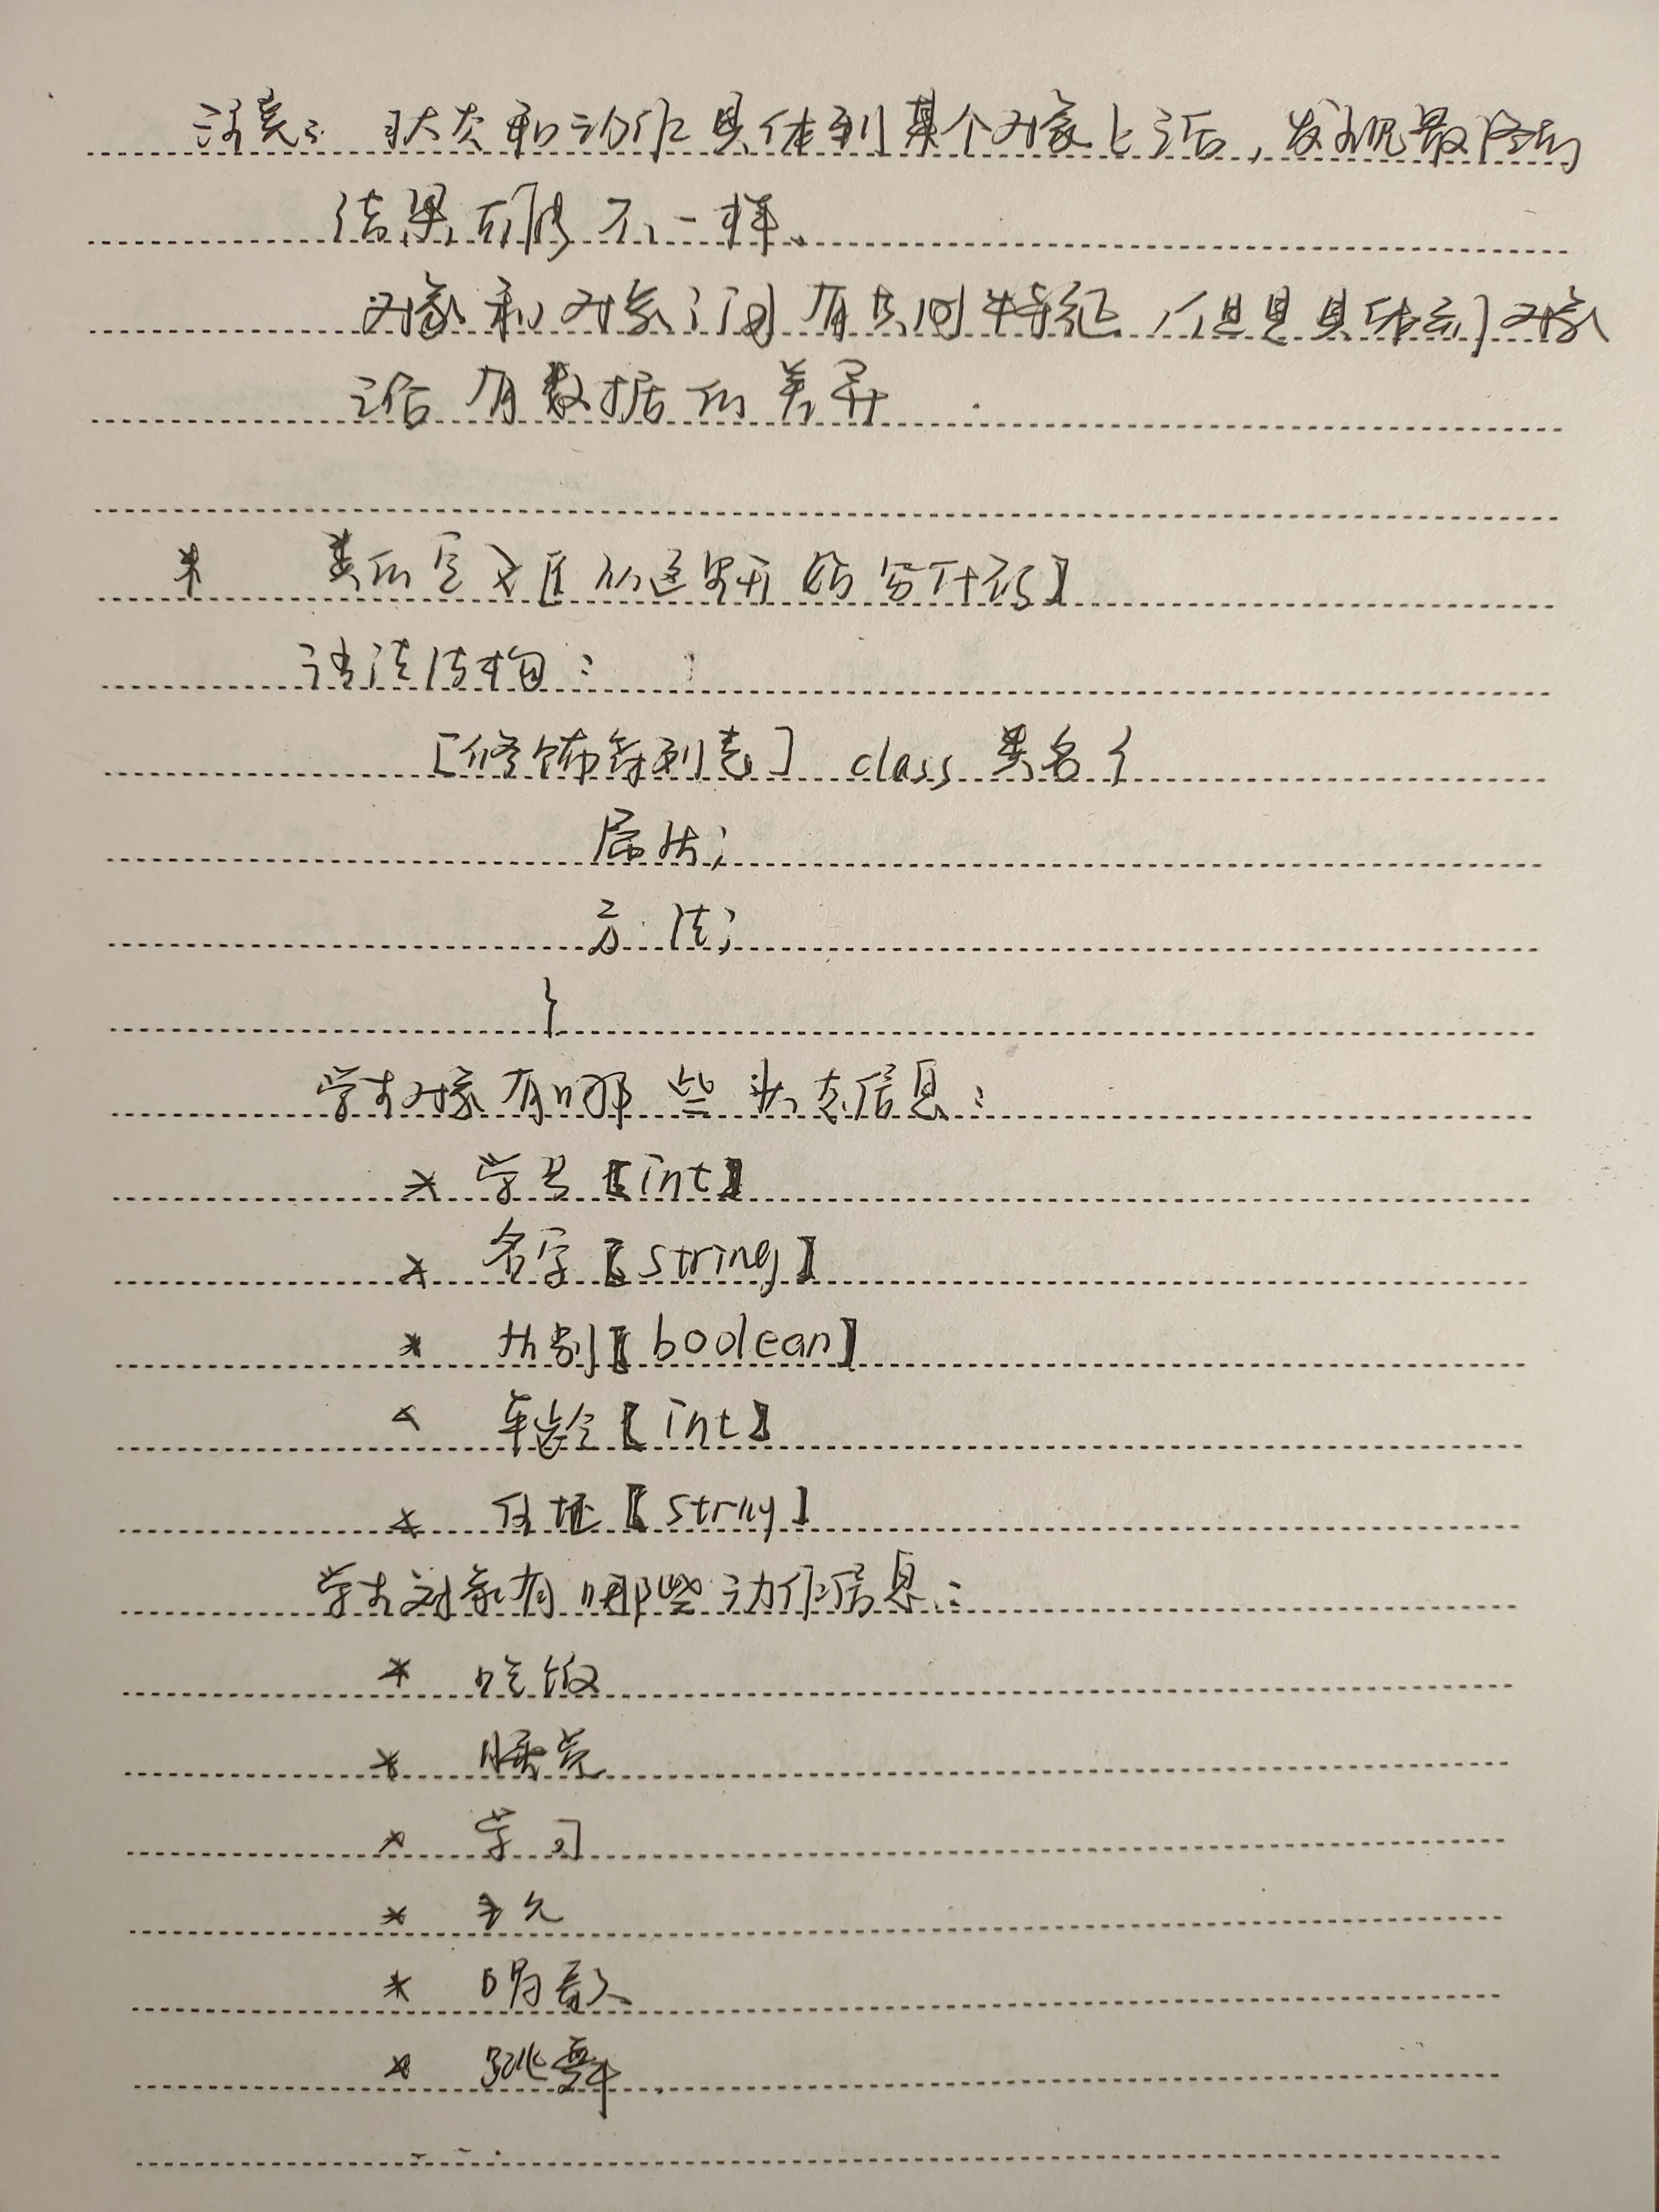 注意: 状态和动作具体到某个对象上之后, 发现最终的
结果可能不一样.
对象和对象之间有共同特征, 但是具体到对象
之后有数据的差异.
* 类的定义【从这里开始写代码】
语法结构:
[修饰符列表] class 类名{
属性;
方法;
}
学生对象有哪些状态信息:
* 学号【int】
* 名字【string】
* 性别【boolean】
* 年龄【int】
* 住址【string】
学生对象有哪些动作信息:
* 吃饭
* 睡觉
* 学习
* 玩
* 唱歌
* 跳舞.